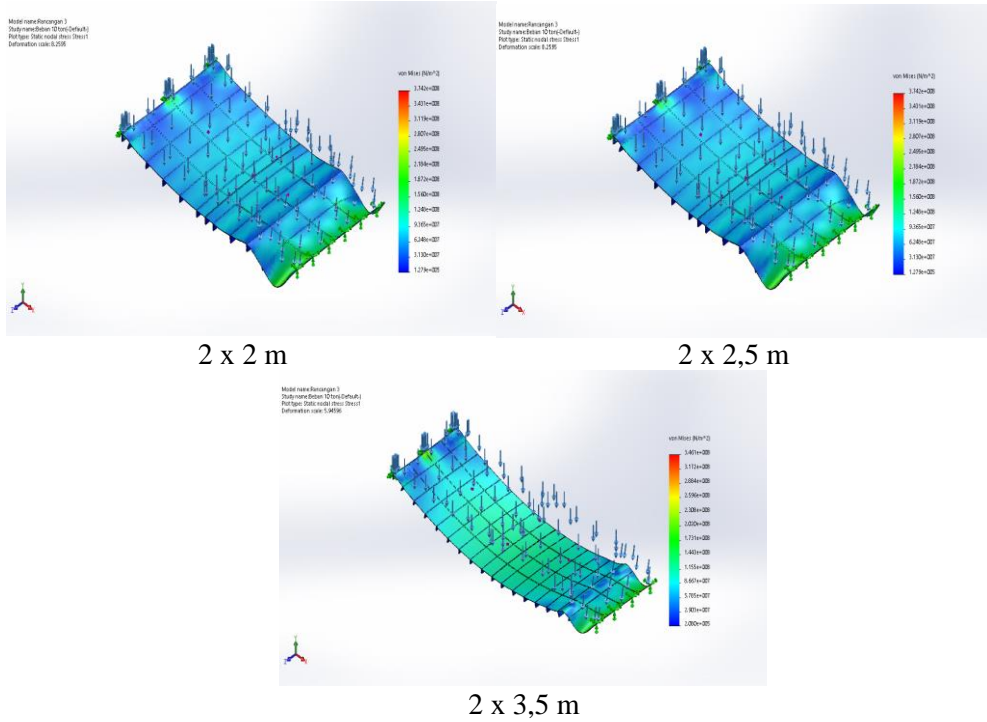 Model name:Rancangan 3
Study name:Beban 10 ton(-Default-)
Plot type: Static nodal stress Stress1
Deformation scale: 8.2595
von Mises (N/m^2)
3.742e+008
3.431e+008
3.119e+008
2.807e+008
2.495e+008
2.184e+008
1.872e+008
1.560e+008
1.248e+008
9.365e+007
6.248e+007
3.130e+007
1.279e+005
Y
Z
X
2 x 2 m
Model name:Rancangan 3
Study name:Beban 10 ton(-Default-)
Plot type: Static nodal stress Stress1
Deformation scale: 8.2595
von Mises (N/m^2)
3.742e+008
3.431e+008
3.119e+008
2.807e+008
2.495e+008
2.184e+008
1.872e+008
1.560e+008
1.248e+008
9.365e+007
6.248e+007
3.130e+007
1.279e+005
Y
Z
X
2 x 2,5 m
Model name:Rancangan 3
Study name:Beban 10 ton(-Default-)
Plot type: Static nodal stress Stress1
Deformation scale: 5.94596
von Mises (N/m^2)
3.461e+008
3.172e+008
2.884e+008
2.596e+008
2.308e+008
2.020e+008
1.731e+008
1.443e+008
1.155e+008
8.667e+007
5.785e+007
2.903e+007
2.080e+005
Y
Z
X
2 x 3,5 m